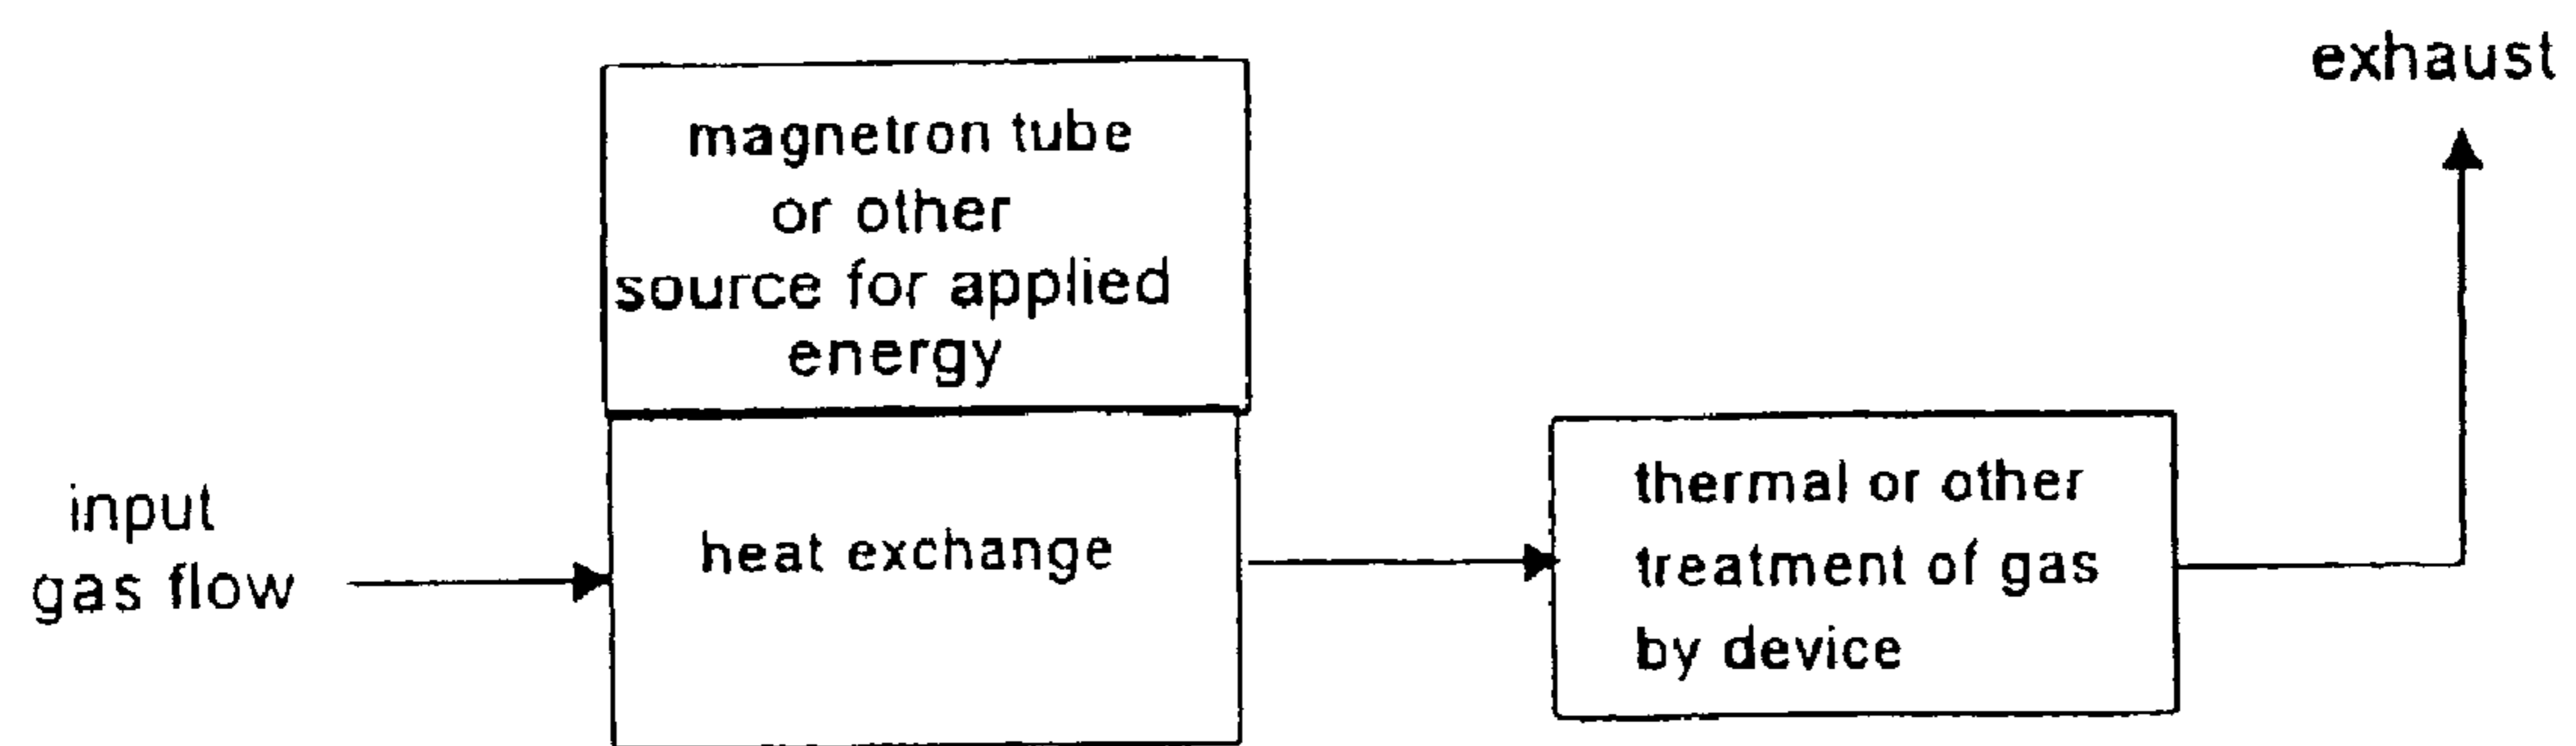 exhaust
magnetron tube
or other
source for applied
energy
input
gas flow
heat exchange
thermal or other
treatment of gas
by device